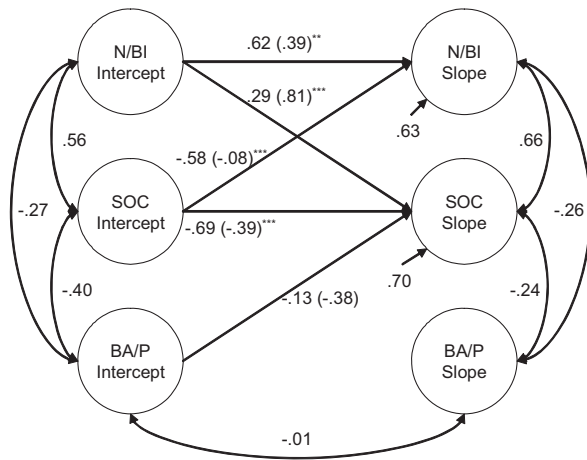 .62 (.39)**
N/BI
Intercept
N/BI
Slope
.29 (.81)***
.63
.56
.66
-.58 (-.08)***
-.27
SOC
Intercept
SOC
Slope
-.26
-.69 (-.39)***
.70
-.40
-.24
-.13 (-.38)
BA/P
Intercept
BA/P
Slope
-.01